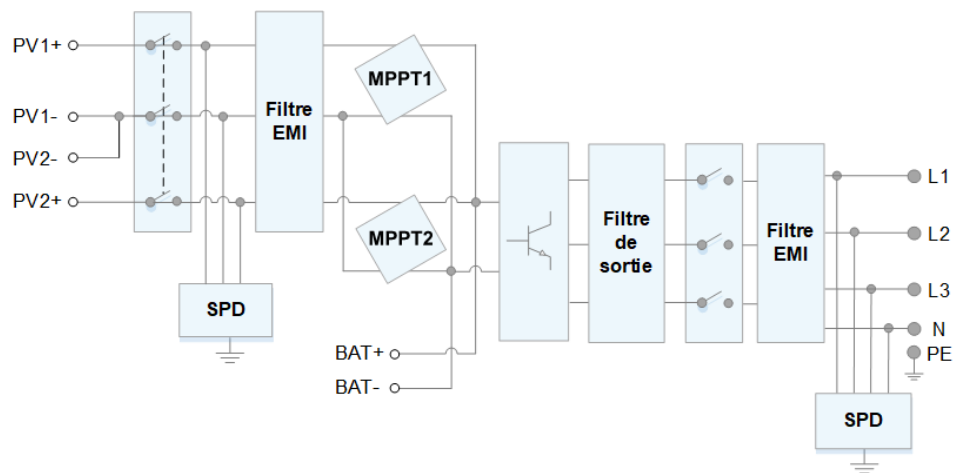 PV1+
PV1-
PV2-
PV2+
Filtre
EMI
SPD
MPPT1
MPPT2
BAT+
BAT-
Filtre
de
sortie
Filtre
EMI
L1
L2
L3
N
PE
SPD